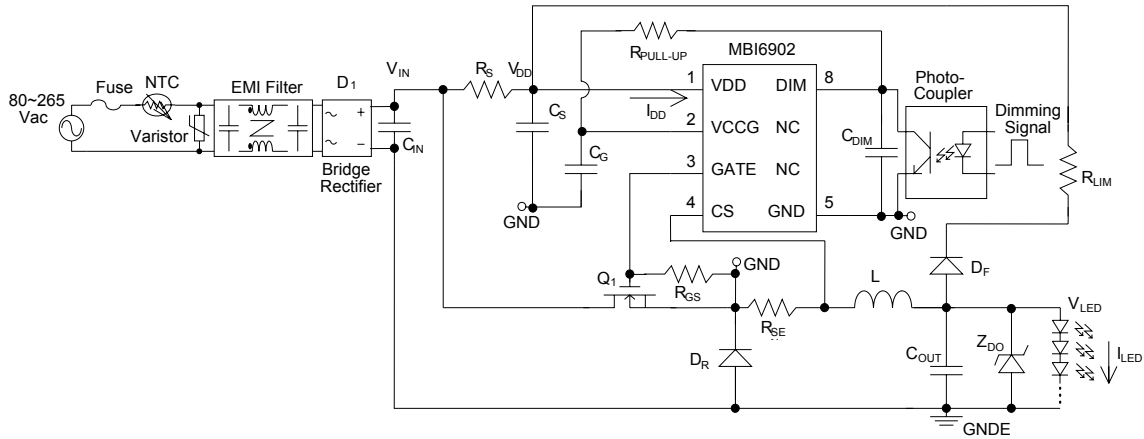 MBI6902
80~265
Vac
Fuse
NTC
Varistor
EMI Filter
D1
Bridge
Rectifier
VIN
CIN
RS
VDD
CS
CG
GND
RPULL-UP
IDD
1 VDD
2 VCCG
3 GATE
4 CS
DIM 8
NC
NC
GND 5
CDIM
GND
Photo-
Coupler
Dimming
Signal
RLIM
DF
Q1
RGS
GND
RSE
DR
L
COUT
ZDO
VLED
ILED
GNDE